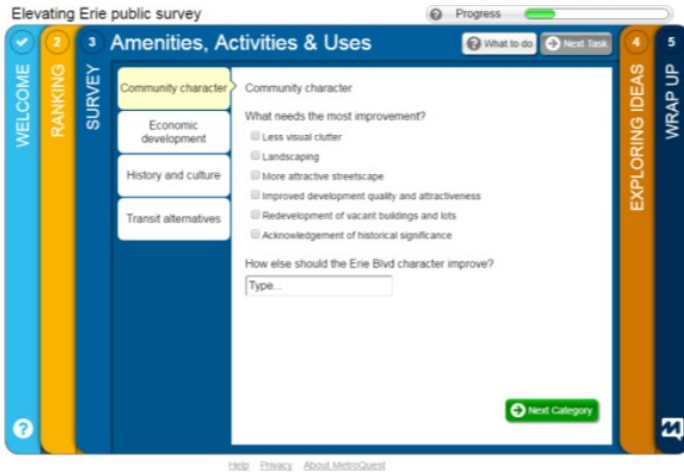 Elevating Erie public survey
? Progress
WELCOME
2 RANKING
3 SURVEY
Amenities, Activities & Uses
? What to do
Next Task
Community character
Economic
development
History and culture
Transit alternatives
Community character
What needs the most improvement?
Less visual clutter
Landscaping
More attractive streetscape
Improved development quality and attractiveness
Redevelopment of vacant buildings and lots
Acknowledgement of historical significance
How else should the Erie Blvd character improve?
Type...
Next Category
4 EXPLORING IDEAS
5 WRAP UP
?
Help Privacy About MetroQuest